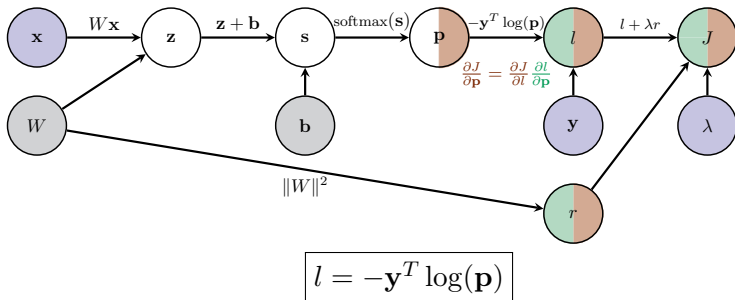 Wx z + b softmax(s) −y^T log(p) l + λr
x z s p l J
∂J/∂p = ∂J/∂l ∂l/∂p
W b y λ
‖W‖²
r
l = −y^T log(p)